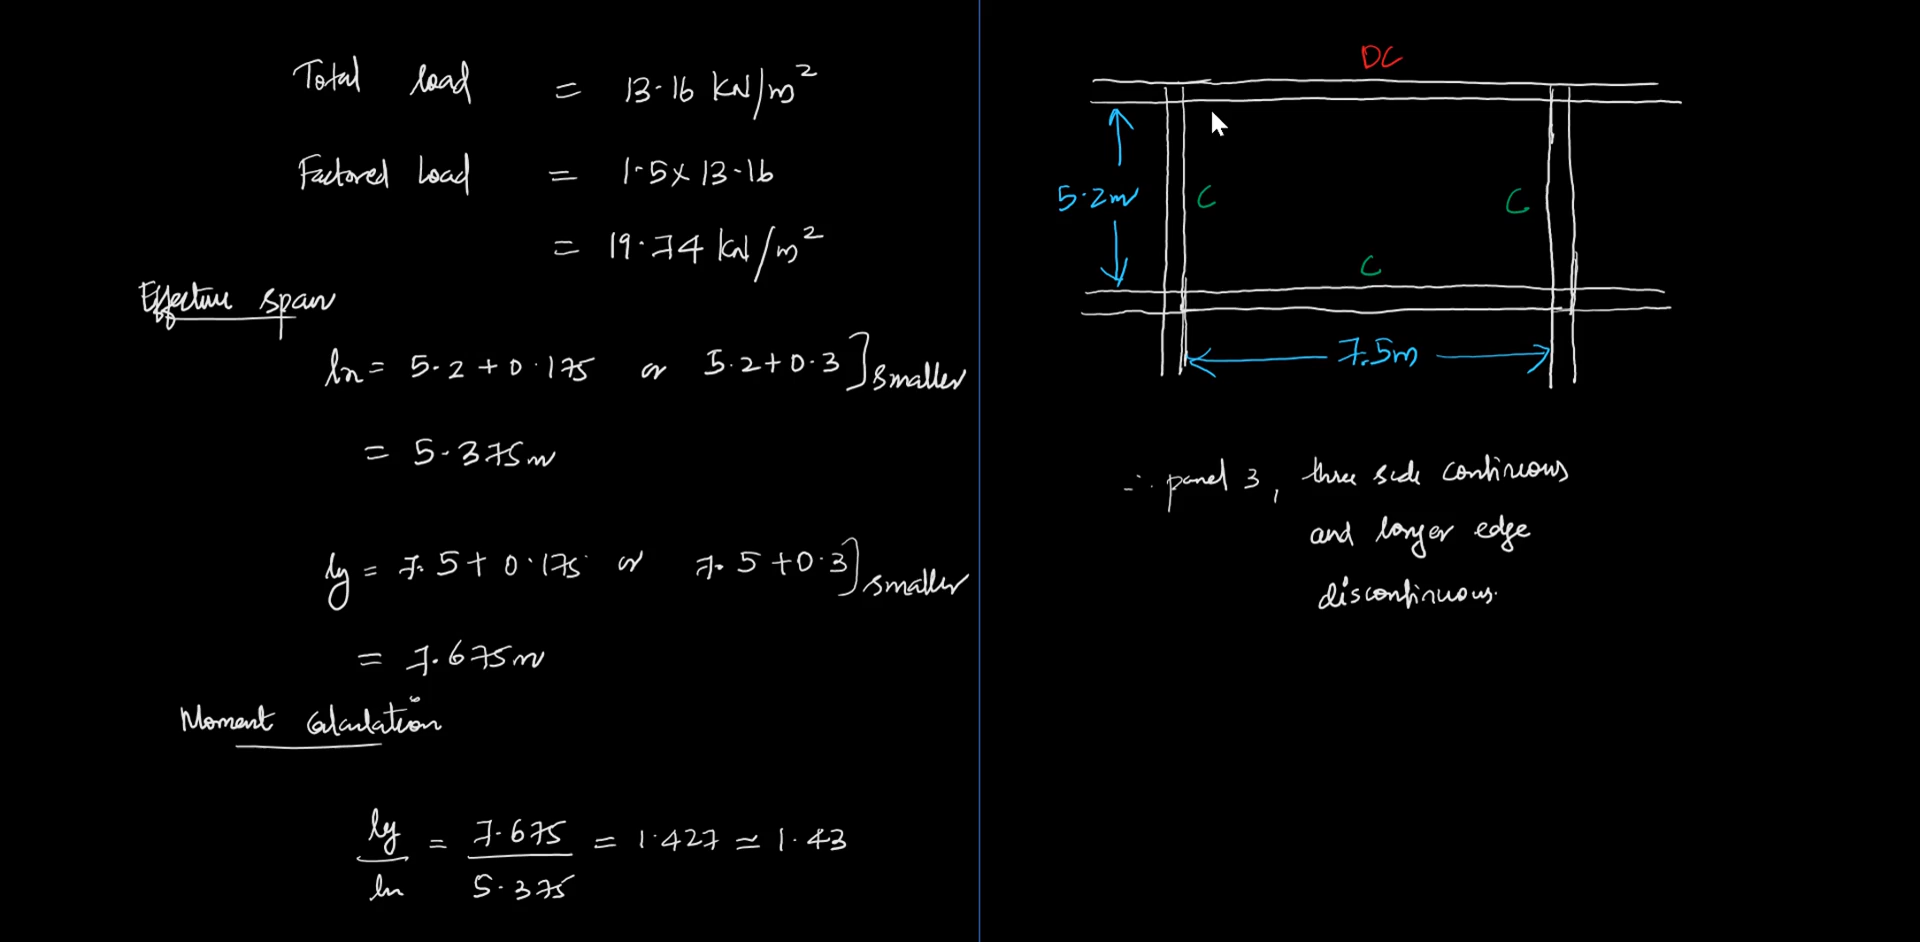 Total load = 13.16 kN/m²
Factored Load = 1.5 x 13.16
= 19.74 kN/m²
Effective span
lx = 5.2 + 0.175 or 5.2 + 0.3] smaller
= 5.375m
ly = 7.5 + 0.175 or 7.5 + 0.3] smaller
= 7.675m
Moment Calculation
ly/lx = 7.675/5.375 = 1.427 ≃ 1.43
DC
5.2m
C
C
C
7.5m
∴ panel 3, three side continuous
and longer edge
discontinuous.